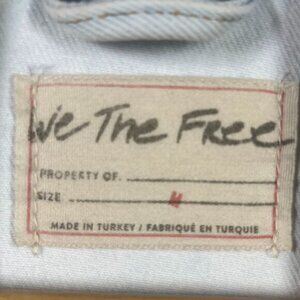 We The Free
PROPERTY OF.
SIZE
MADE IN TURKEY / FABRIQUÉ EN TURQUIE